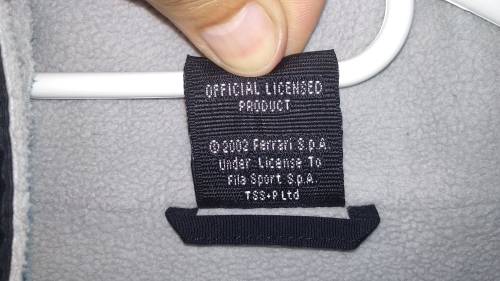 OFFICIAL LICENSED
PRODUCT
© 2002 Ferrari S.p.A.
Under License To
Fila Sport S.p.A.
TSS+P Ltd